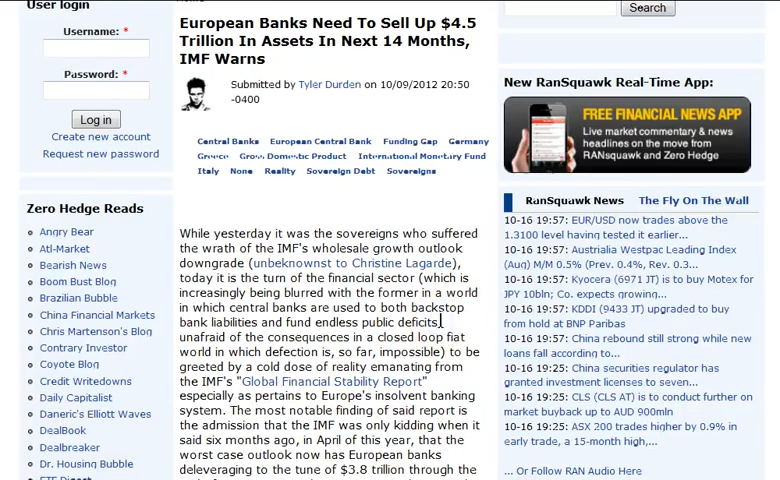 User login
Username: *
Password: *
Log in
Create new account
Request new password
Zero Hedge Reads
Angry Bear
Atl-Market
Bearish News
Boom Bust Blog
Brazilian Bubble
China Financial Markets
Chris Martenson's Blog
Contrary Investor
Coyote Blog
Credit Writedowns
Daily Capitalist
Daneric's Elliott Waves
DealBook
Dealbreaker
Dr. Housing Bubble
ETF Digest
European Banks Need To Sell Up $4.5
Trillion In Assets In Next 14 Months,
IMF Warns
Submitted by Tyler Durden on 10/09/2012 20:50
-0400
Central Banks European Central Bank Funding Gap Germany
Greece Gross Domestic Product International Monetary Fund
Italy None Reality Sovereign Debt Sovereigns
While yesterday it was the sovereigns who suffered
the wrath of the IMF's wholesale growth outlook
downgrade (unbeknownst to Christine Lagarde),
today it is the turn of the financial sector (which is
increasingly being blurred with the former in a world
in which central banks are used to both backstop
bank liabilities and fund endless public deficits,
unafraid of the consequences in a closed loop fiat
world in which defection is, so far, impossible) to be
greeted by a cold dose of reality emanating from
the IMF's "Global Financial Stability Report"
especially as pertains to Europe's insolvent banking
system. The most notable finding of said report is
the admission that the IMF was only kidding when it
said six months ago, in April of this year, that the
worst case outlook now has European banks
deleveraging to the tune of $3.8 trillion through the
Search
New RanSquawk Real-Time App:
FREE FINANCIAL NEWS APP
Live market commentary & news
headlines on the move from
RANsquawk and Zero Hedge
RanSquawk News The Fly On The Wall
10-16 19:57: EUR/USD now trades above the
1.3100 level having tested it earlier...
10-16 19:57: Australia Westpac Leading Index
(Aug) M/M 0.5% (Prev. 0.4%, Rev. 0.3...
10-16 19:57: Kyocera (6971 JT) is to buy Motex for
JPY 10bln; Co. expects growing...
10-16 19:57: KDDI (9433 JT) upgraded to buy
from hold at BNP Paribas
10-16 19:57: China rebound still strong while new
loans fall according to...
10-16 19:25: China securities regulator has
granted investment licenses to seven...
10-16 19:25: CLS (CLS AT) is to conduct further on
market buyback up to AUD 900mln
10-16 19:25: ASX 200 trades higher by 0.9% in
early trade, a 15-month high,...
... Or Follow RAN Audio Here